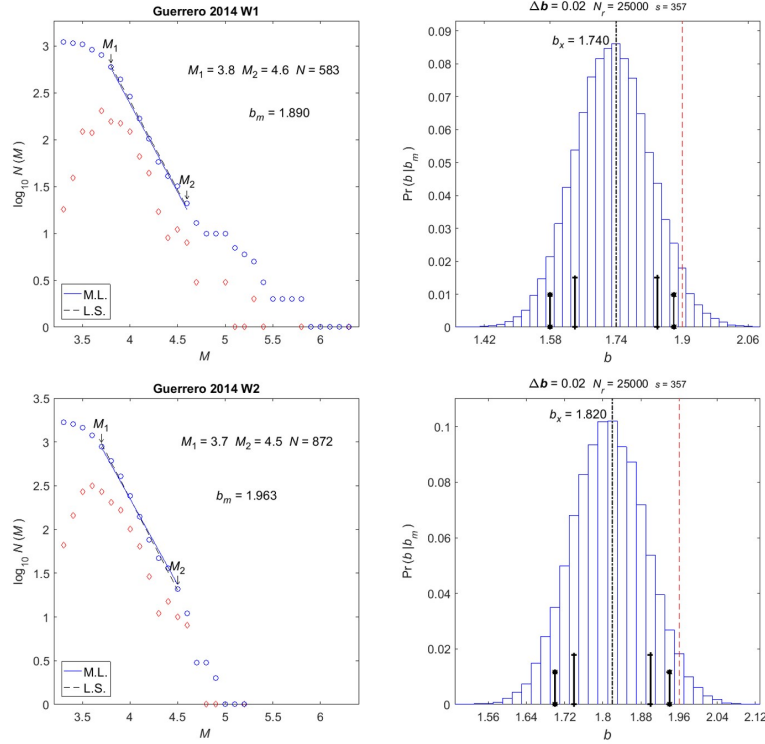 Guerrero 2014 W1
M1
M1 = 3.8 M2 = 4.6 N = 583
bm = 1.890
M2
log10 N (M)
3
2.5
2
1.5
1
0.5
0
M.L.
L.S.
3.5 4 4.5 5 5.5 6
M
Δb = 0.02 Nr = 25000 s = 357
bx = 1.740
Pr (b |bm)
0.09
0.08
0.07
0.06
0.05
0.04
0.03
0.02
0.01
0
1.42 1.58 1.74 1.9 2.06
b
Guerrero 2014 W2
M1
M1 = 3.7 M2 = 4.5 N = 872
bm = 1.963
M2
log10 N (M)
3.5
3
2.5
2
1.5
1
0.5
0
M.L.
L.S.
3.5 4 4.5 5 5.5 6
M
Δb = 0.02 Nr = 25000 s = 357
bx = 1.820
Pr (b |bm)
0.1
0.08
0.06
0.04
0.02
0
1.56 1.64 1.72 1.8 1.88 1.96 2.04 2.12
b